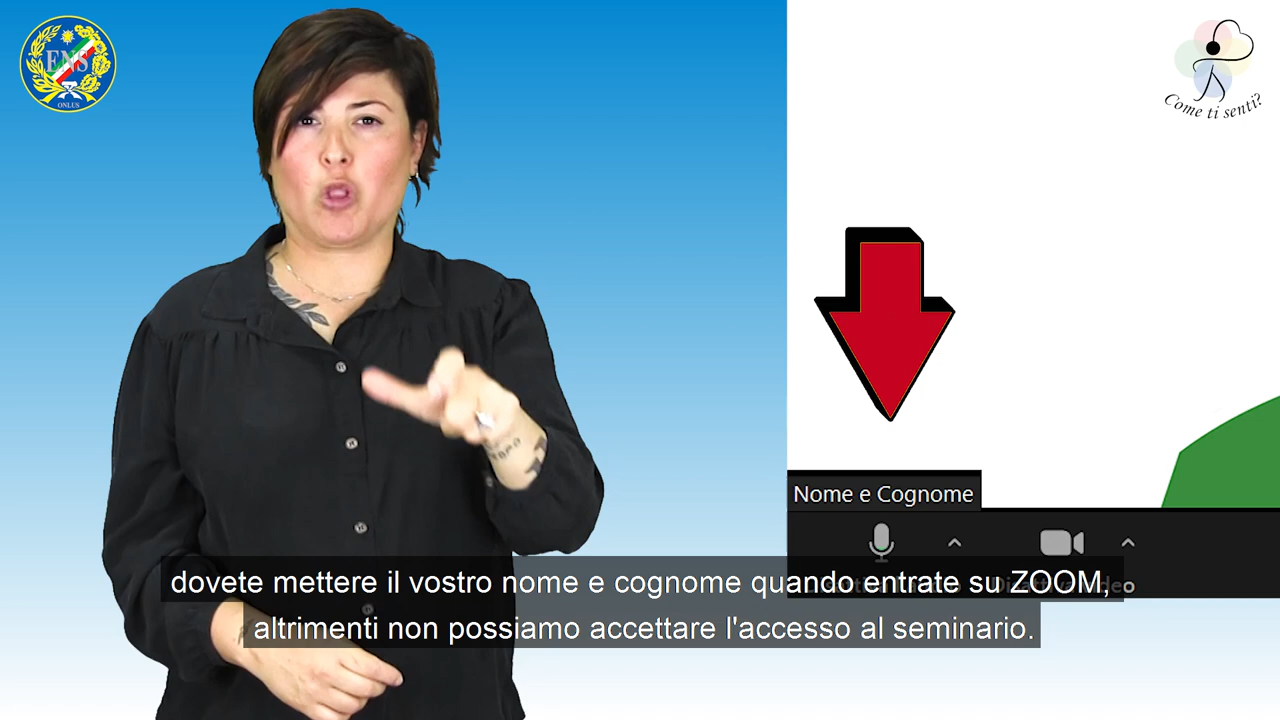 ENS
ONLUS
Come ti senti?
Nome e Cognome
dovete mettere il vostro nome e cognome quando entrate su ZOOM,
altrimenti non possiamo accettare l'accesso al seminario.